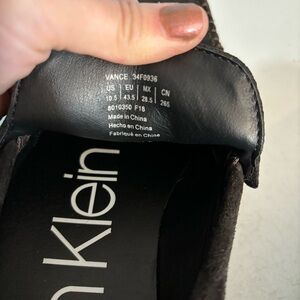 VANCE 34F0936
US EU MX CN
10.5 43.5 28.5 265
8010350 F18
Made in China
Hecho en China
Fabriqué en China
n Klein